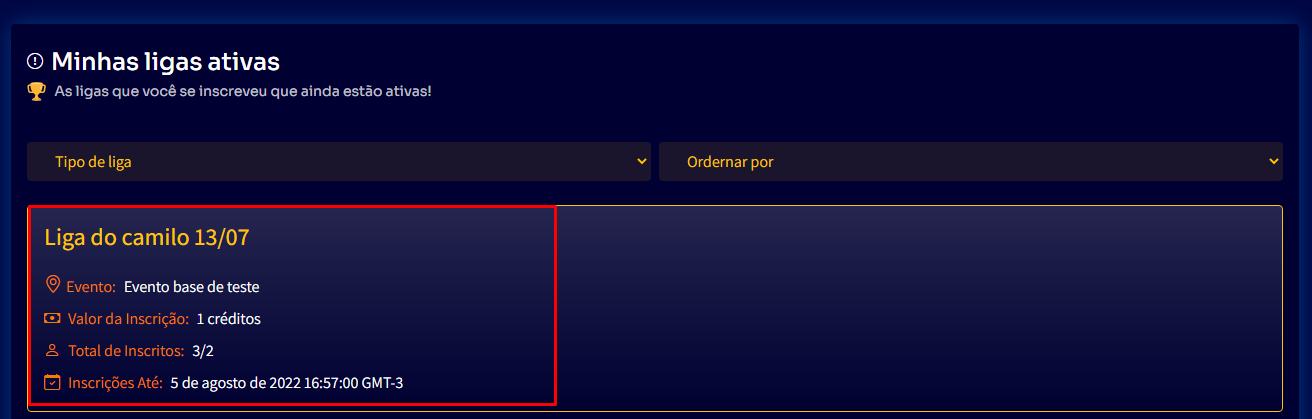 Minhas ligas ativas
As ligas que você se inscreveu que ainda estão ativas!
Tipo de liga
Ordernar por
Liga do camilo 13/07
Evento: Evento base de teste
Valor da Inscrição: 1 créditos
Total de Inscritos: 3/2
Inscrições Até: 5 de agosto de 2022 16:57:00 GMT-3